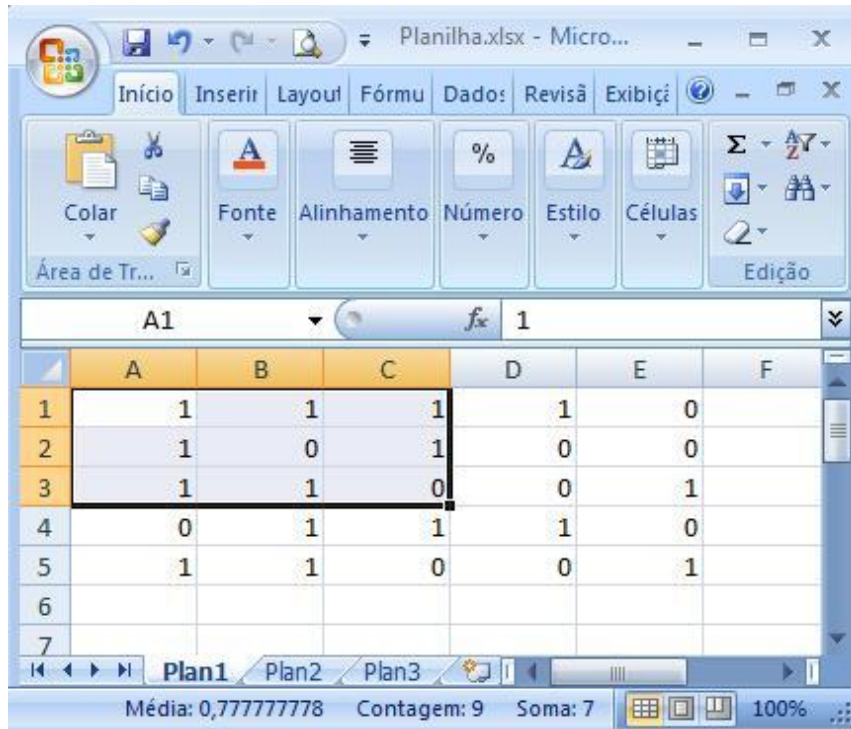 Planilha.xlsx - Micro...
Início Inserir Layout Fórmu Dados Revisã Exibiçã
Colar Fonte Alinhamento % Número Estilo Células Σ
Área de Tr... Edição
A1 fx 1
A B C D E F
1 1 1 1 1 0
2 1 0 1 0 0
3 1 1 0 0 1
4 0 1 1 1 0
5 1 1 0 0 1
6
7
Plan1 Plan2 Plan3
Média: 0,777777778 Contagem: 9 Soma: 7 100%